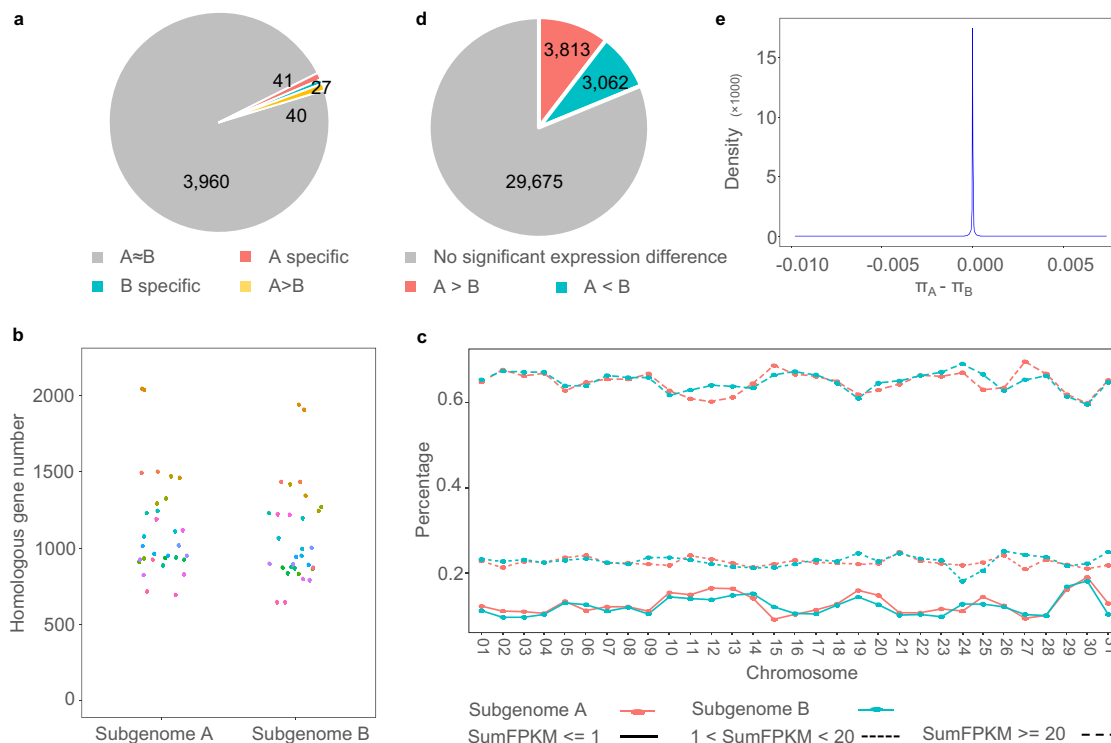 a
41
27
40
3,960
A≈B
A specific
B specific
A>B
d
3,813
3,062
29,675
No significant expression difference
A > B
A < B
e
Density (×1000)
15
10
5
0
-0.010
-0.005
0.000
0.005
πA - πB
b
Homologous gene number
2000
1500
1000
500
0
Subgenome A
Subgenome B
c
Percentage
0.6
0.4
0.2
01 02 03 04 05 06 07 08 09 10 11 12 13 14 15 16 17 18 19 20 21 22 23 24 25 26 27 28 29 30 31
Chromosome
Subgenome A
Subgenome B
SumFPKM <= 1
1 < SumFPKM < 20
SumFPKM >= 20